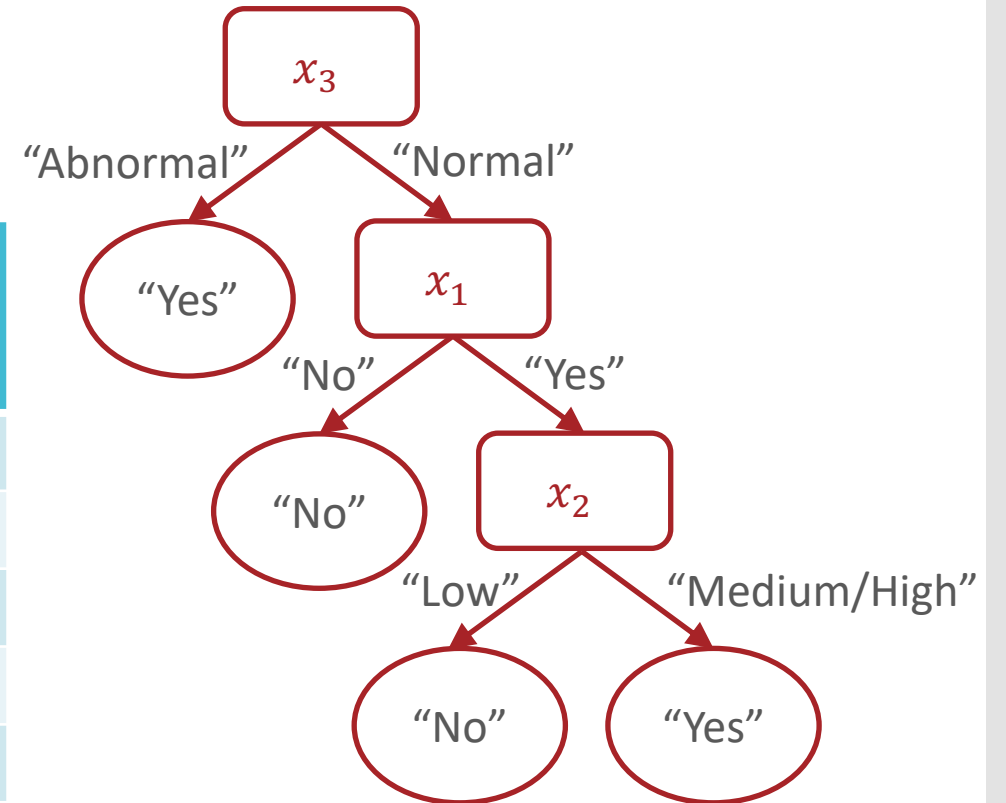 x₃
“Abnormal” “Normal”
“Yes” x₁
“No” “Yes”
“No” x₂
“Low” “Medium/High”
“No” “Yes”